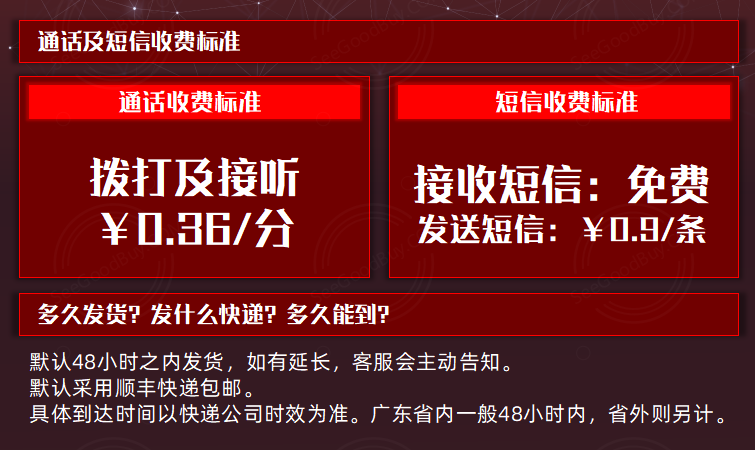 通话及短信收费标准
通话收费标准
拨打及接听
￥0.36/分
短信收费标准
接收短信：免费
发送短信：￥0.9/条
多久发货？发什么快递？多久能到？
默认48小时之内发货，如有延长，客服会主动告知。
默认采用顺丰快递包邮。
具体到达时间以快递公司时效为准。广东省内一般48小时内，省外则另计。